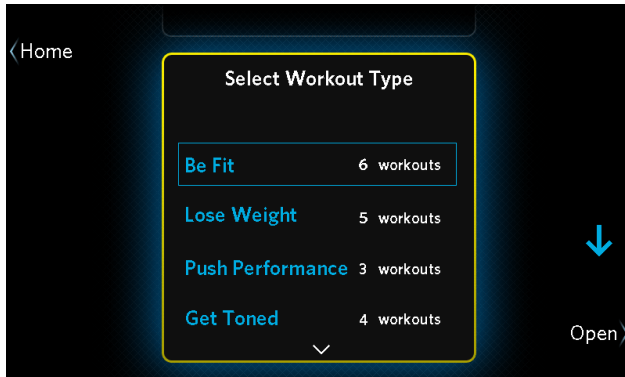 Home
Select Workout Type
Be Fit 6 workouts
Lose Weight 5 workouts
Push Performance 3 workouts
Get Toned 4 workouts
Open